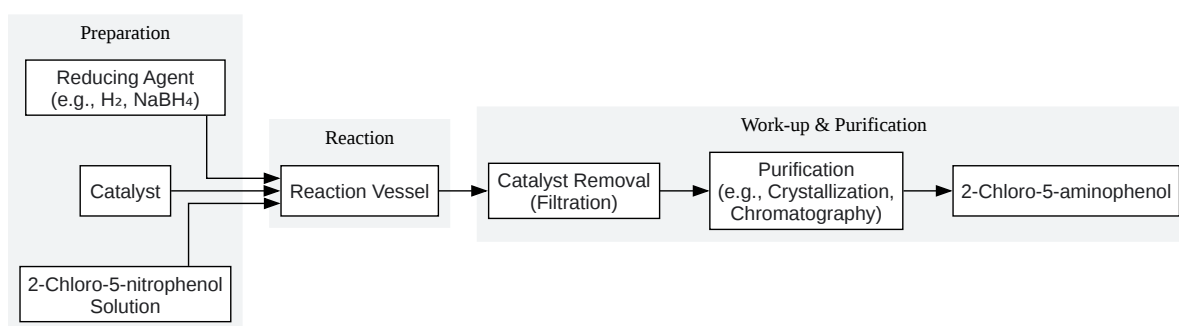 Preparation
Reducing Agent
(e.g., H₂, NaBH₄)
Catalyst
2-Chloro-5-nitrophenol
Solution
Reaction
Reaction Vessel
Work-up & Purification
Catalyst Removal
(Filtration)
Purification
(e.g., Crystallization,
Chromatography)
2-Chloro-5-aminophenol